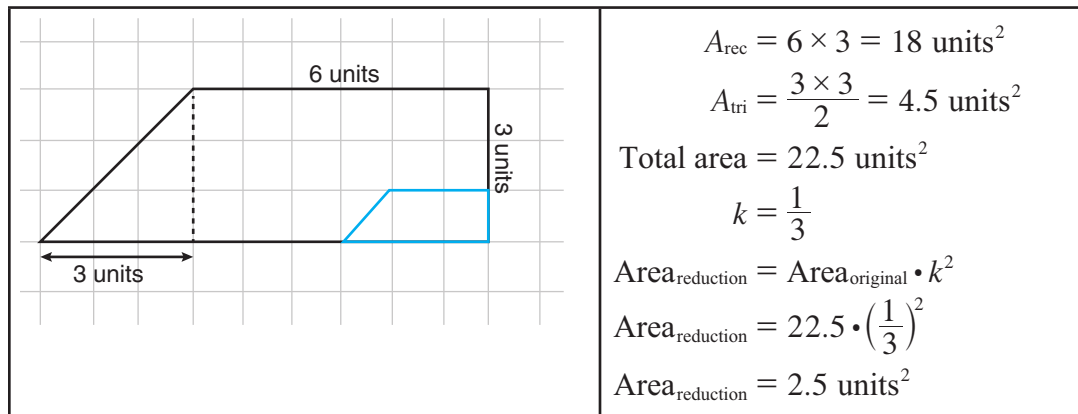 6 units
3 units
3 units
A_rec = 6 × 3 = 18 units²
A_tri = (3 × 3)/2 = 4.5 units²
Total area = 22.5 units²
k = 1/3
Area_reduction = Area_original • k²
Area_reduction = 22.5 • (1/3)²
Area_reduction = 2.5 units²